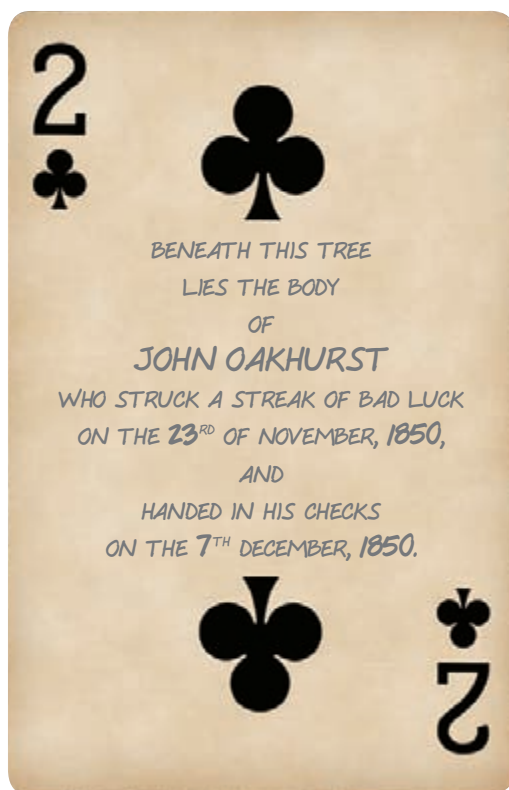 2
BENEATH THIS TREE
LIES THE BODY
OF
JOHN OAKHURST
WHO STRUCK A STREAK OF BAD LUCK
ON THE 23RD OF NOVEMBER, 1850,
AND
HANDED IN HIS CHECKS
ON THE 7TH DECEMBER, 1850.
2